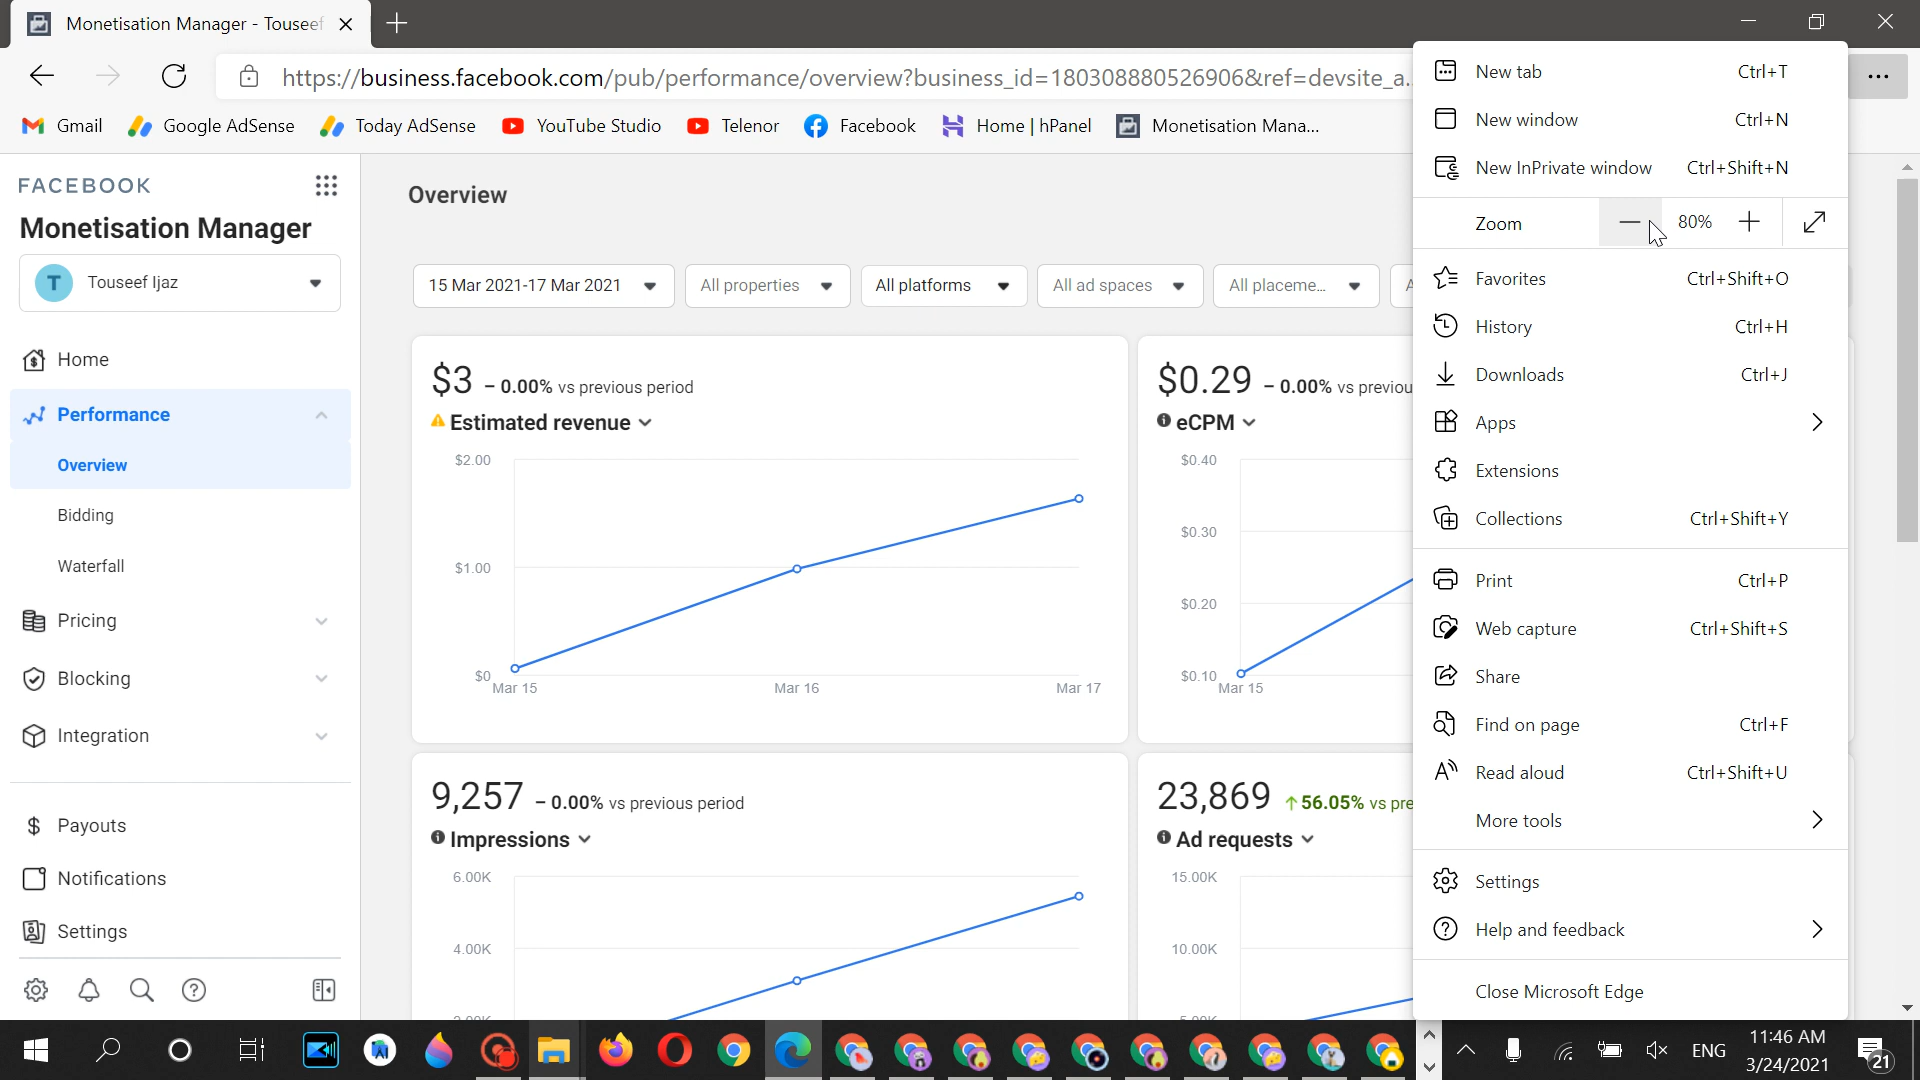 Monetisation Manager - Touseef
https://business.facebook.com/pub/performance/overview?business_id=180308880526906&ref=devsite_a...
Gmail
Google AdSense
Today AdSense
YouTube Studio
Telenor
Facebook
Home | hPanel
Monetisation Mana...
FACEBOOK
Monetisation Manager
T
Touseef Ijaz
Home
Performance
Overview
Bidding
Waterfall
Pricing
Blocking
Integration
$ Payouts
Notifications
Settings
Overview
15 Mar 2021-17 Mar 2021
All properties
All platforms
All ad spaces
All placeme...
$3 – 0.00% vs previous period
Estimated revenue
$2.00
$1.00
$0
Mar 15
Mar 16
Mar 17
$0.29 – 0.00% vs previou
eCPM
$0.40
$0.30
$0.20
$0.10
Mar 15
9,257 – 0.00% vs previous period
Impressions
6.00K
4.00K
23,869 ↑ 56.05% vs pre
Ad requests
15.00K
10.00K
New tab Ctrl+T
New window Ctrl+N
New InPrivate window Ctrl+Shift+N
Zoom — 80% +
Favorites Ctrl+Shift+O
History Ctrl+H
Downloads Ctrl+J
Apps
Extensions
Collections Ctrl+Shift+Y
Print Ctrl+P
Web capture Ctrl+Shift+S
Share
Find on page Ctrl+F
Read aloud Ctrl+Shift+U
More tools
Settings
Help and feedback
Close Microsoft Edge
ENG
11:46 AM
3/24/2021
21